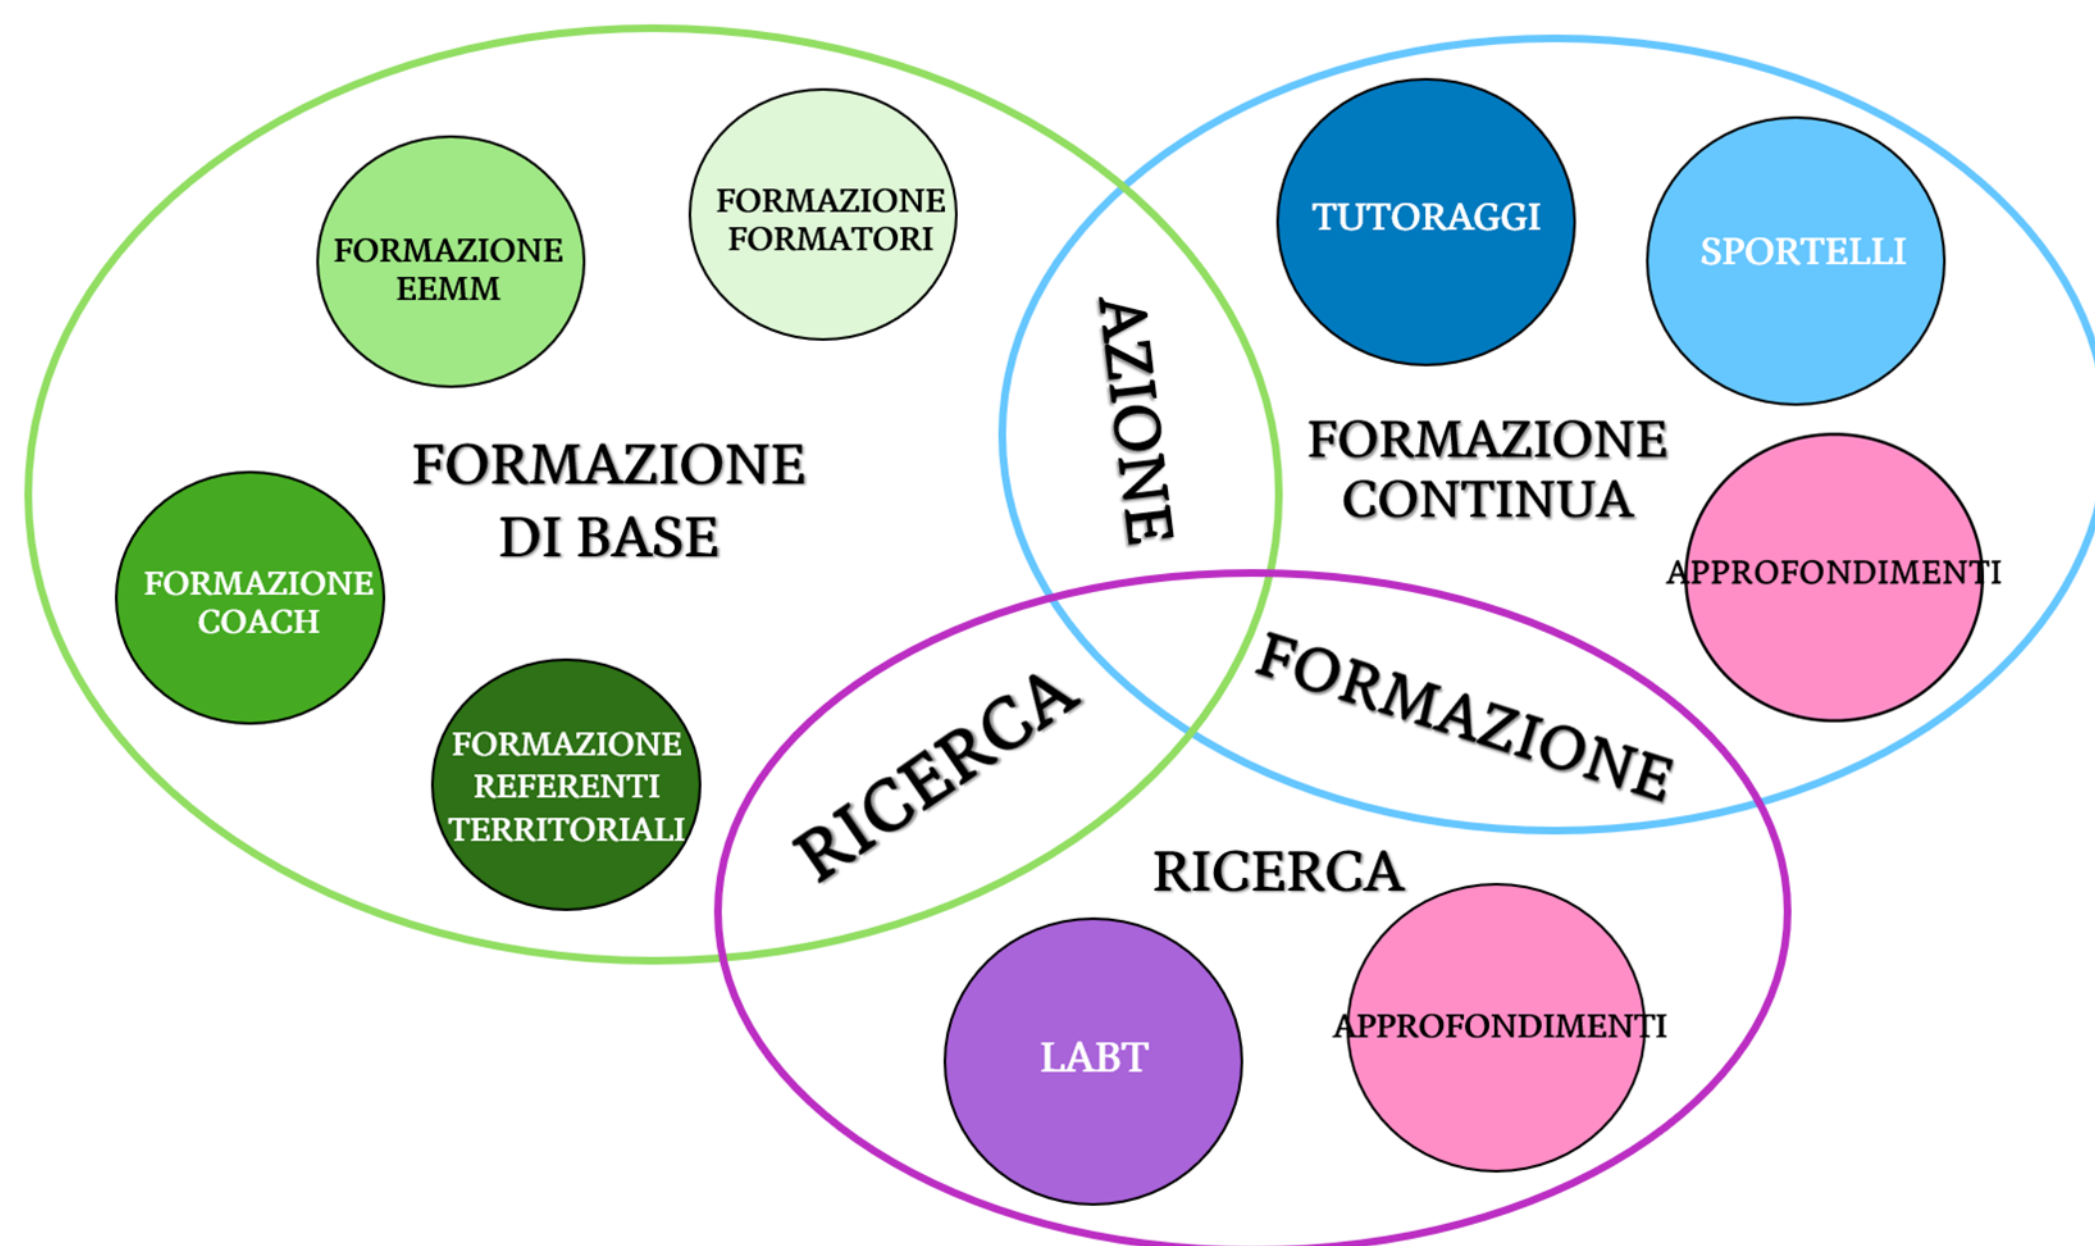 FORMAZIONE
EEMM
FORMAZIONE
FORMATORI
FORMAZIONE
DI BASE
FORMAZIONE
COACH
FORMAZIONE
REFERENTI
TERRITORIALI
AZIONE
TUTORAGGI
SPORTELLI
FORMAZIONE
CONTINUA
APPROFONDIMENTI
RICERCA
FORMAZIONE
RICERCA
LABT
APPROFONDIMENTI